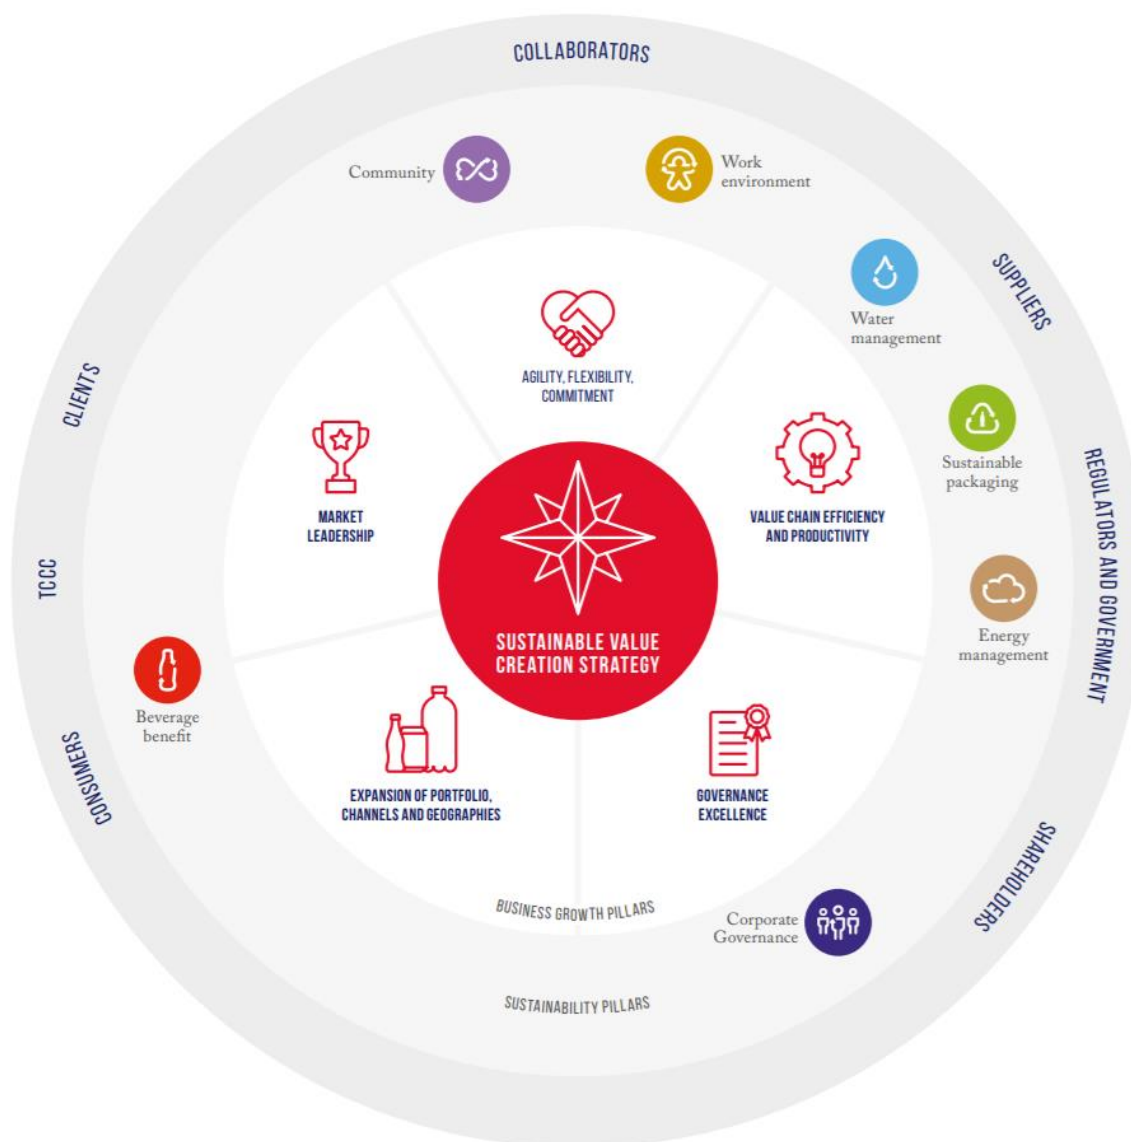 COLLABORATORS
Community
Work
environment
SUPPLIERS
Water
management
CLIENTS
AGILITY, FLEXIBILITY,
COMMITMENT
Sustainable
packaging
REGULATORS AND GOVERNMENT
MARKET
LEADERSHIP
VALUE CHAIN EFFICIENCY
AND PRODUCTIVITY
TCCC
SUSTAINABLE VALUE
CREATION STRATEGY
Energy
management
Beverage
benefit
CONSUMERS
EXPANSION OF PORTFOLIO,
CHANNELS AND GEOGRAPHIES
GOVERNANCE
EXCELLENCE
SHAREHOLDERS
BUSINESS GROWTH PILLARS
Corporate
Governance
SUSTAINABILITY PILLARS